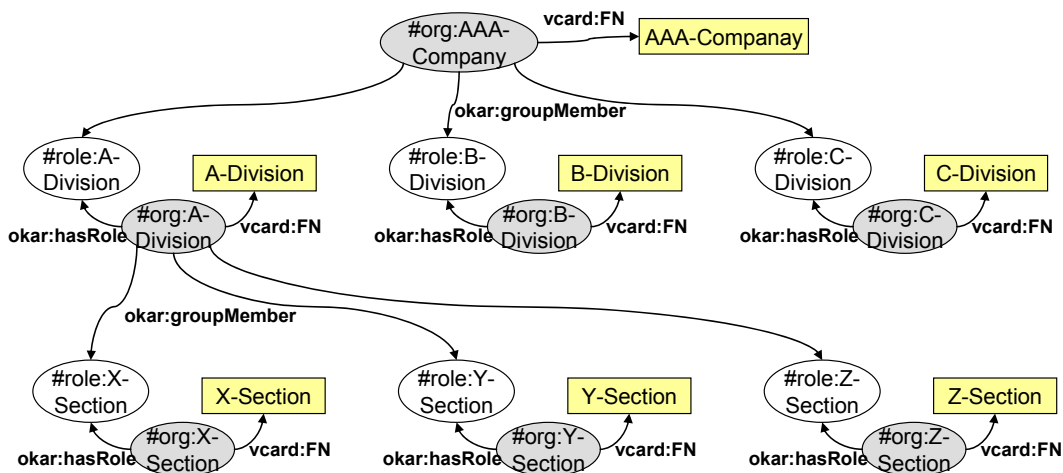 vcard:FN
#org:AAA-
Company
AAA-Companay
okar:groupMember
#role:A-
Division
A-Division
#role:B-
Division
B-Division
#role:C-
Division
C-Division
okar:hasRole
#org:A-
Division
vcard:FN
okar:hasRole
#org:B-
Division
vcard:FN
okar:hasRole
#org:C-
Division
vcard:FN
okar:groupMember
#role:X-
Section
X-Section
#role:Y-
Section
Y-Section
#role:Z-
Section
Z-Section
okar:hasRole
#org:X-
Section
vcard:FN
okar:hasRole
#org:Y-
Section
vcard:FN
okar:hasRole
#org:Z-
Section
vcard:FN